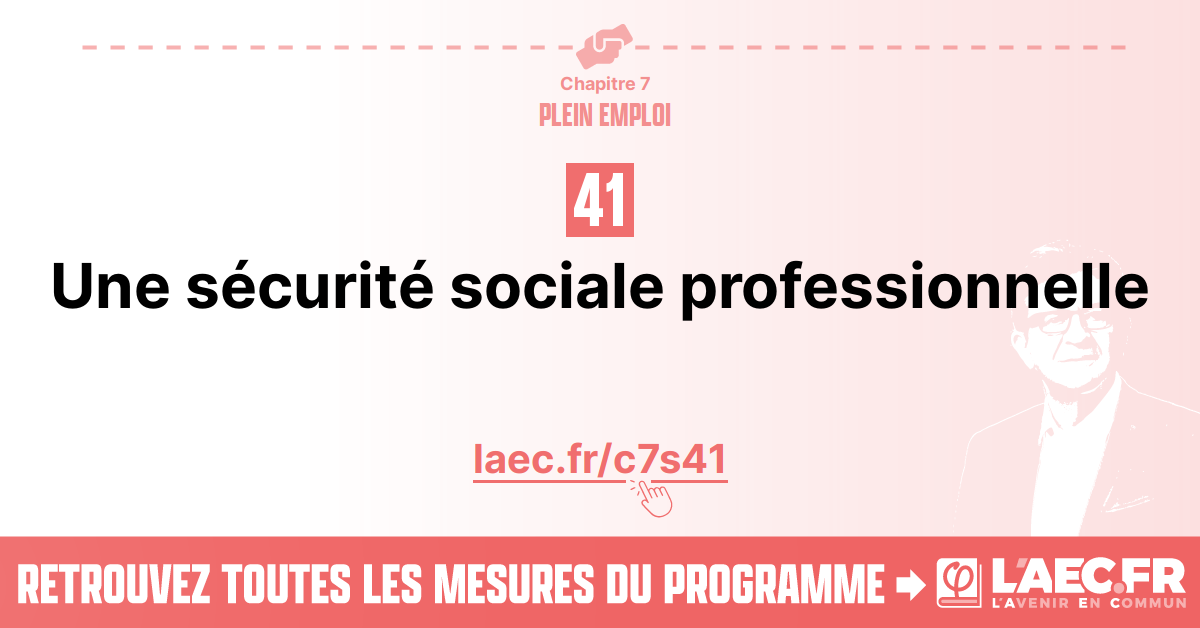 Chapitre 7
PLEIN EMPLOI
41
Une sécurité sociale professionnelle
laec.fr/c7s41
RETROUVEZ TOUTES LES MESURES DU PROGRAMME
φ
L'AEC.FR
L'AVENIR EN COMMUN